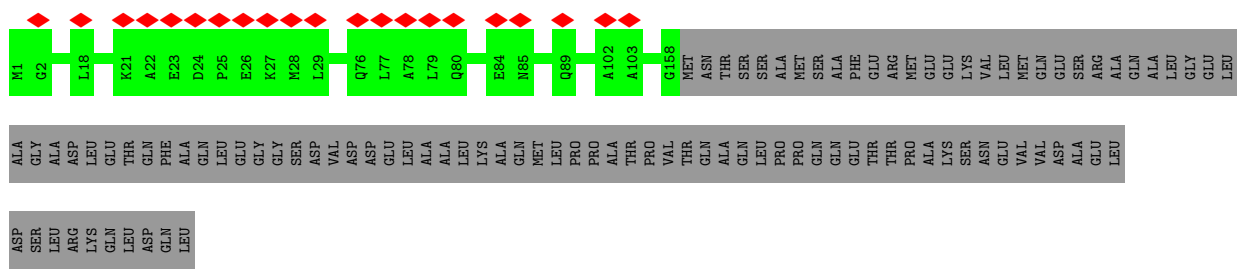 M1 G2 L18 K21 A22 E23 D24 P25 E26 K27 M28 L29 Q76 L77 A78 L79 Q80 E84 N85 Q89 A102 A103 G158 MET ASN THR SER SER ALA MET SER ALA PHE GLU ARG MET GLU GLU LYS VAL LEU MET GLN GLU SER ARG ALA GLN ALA LEU GLY GLU LEU
ALA GLY ALA ASP LEU GLU THR GLN PHE ALA GLN LEU GLU GLY GLY SER ASP VAL ASP ASP GLU LEU ALA ALA LEU LYS ALA GLN MET LEU PRO PRO ALA THR PRO VAL THR GLN ALA GLN LEU PRO PRO GLN GLN GLU THR THR PRO ALA LYS SER ASN GLU VAL VAL ASP ALA GLU LEU
ASP SER LEU ARG LYS GLN LEU ASP GLN LEU